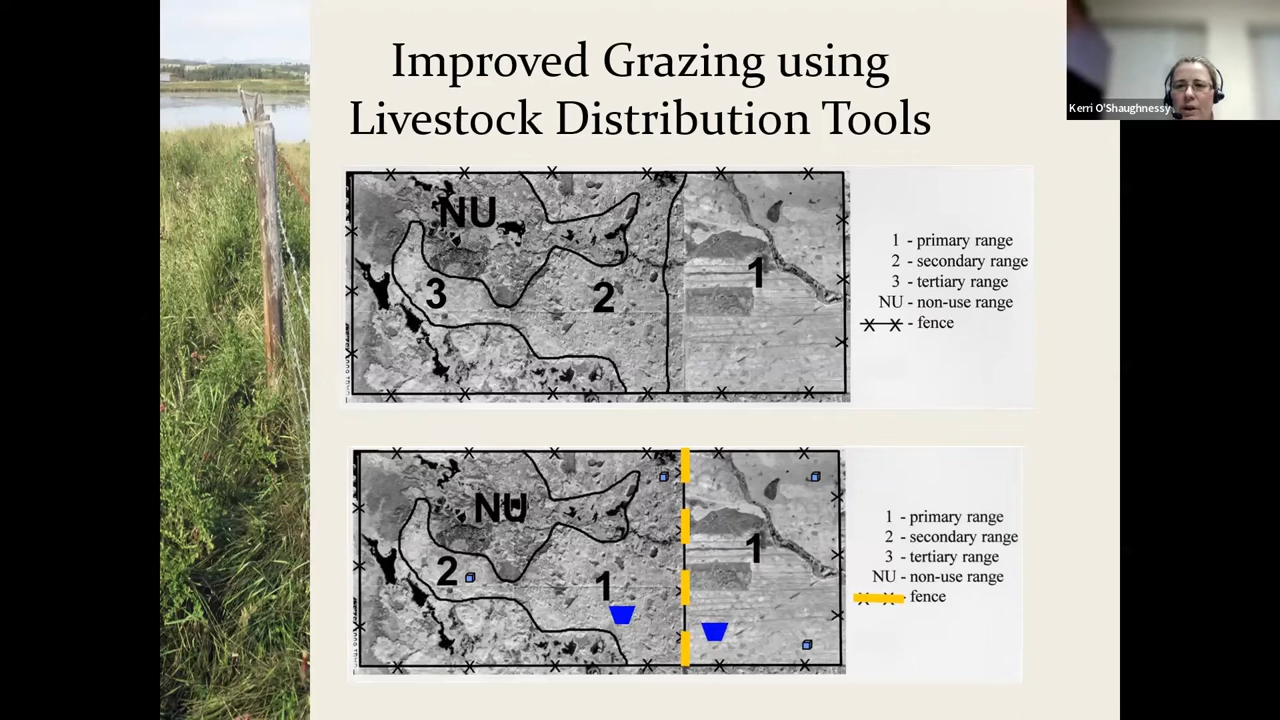 Improved Grazing using
Livestock Distribution Tools
Kerri O'Shaughnessy
NU
3
2
1
1 - primary range
2 - secondary range
3 - tertiary range
NU - non-use range
x x - fence
NU
2
1
1
1 - primary range
2 - secondary range
3 - tertiary range
NU - non-use range
x x - fence